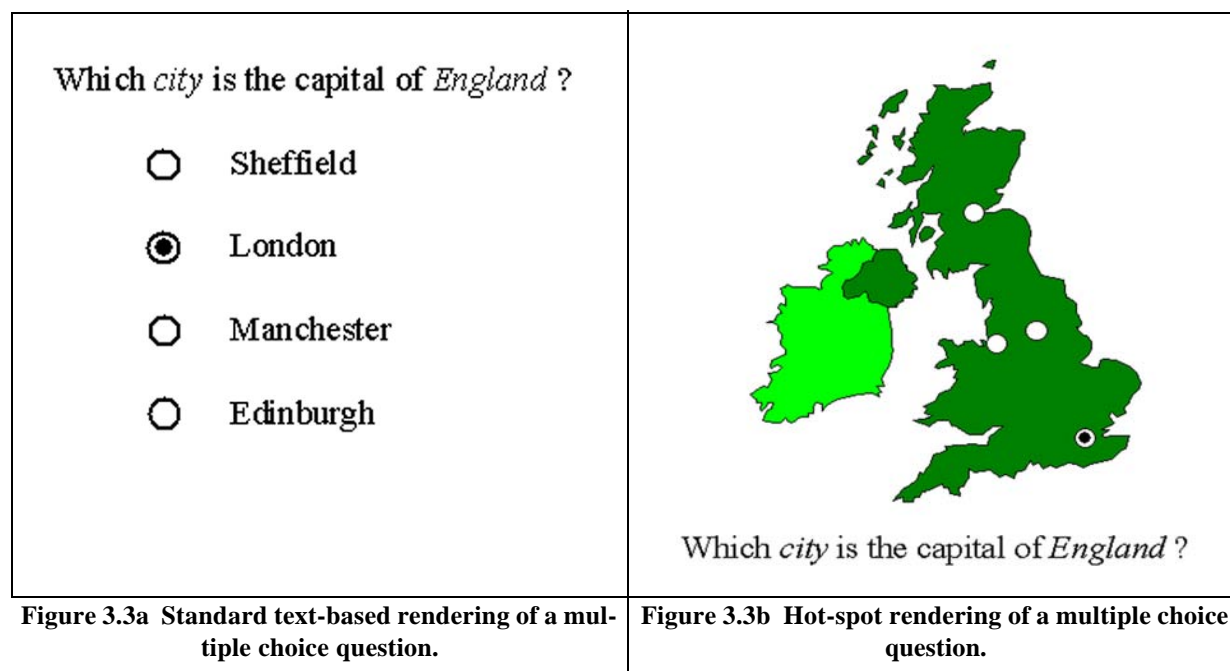 Which city is the capital of England ?
Sheffield
London
Manchester
Edinburgh
Figure 3.3a Standard text-based rendering of a mul-
tiple choice question.
Which city is the capital of England ?
Figure 3.3b Hot-spot rendering of a multiple choice
question.